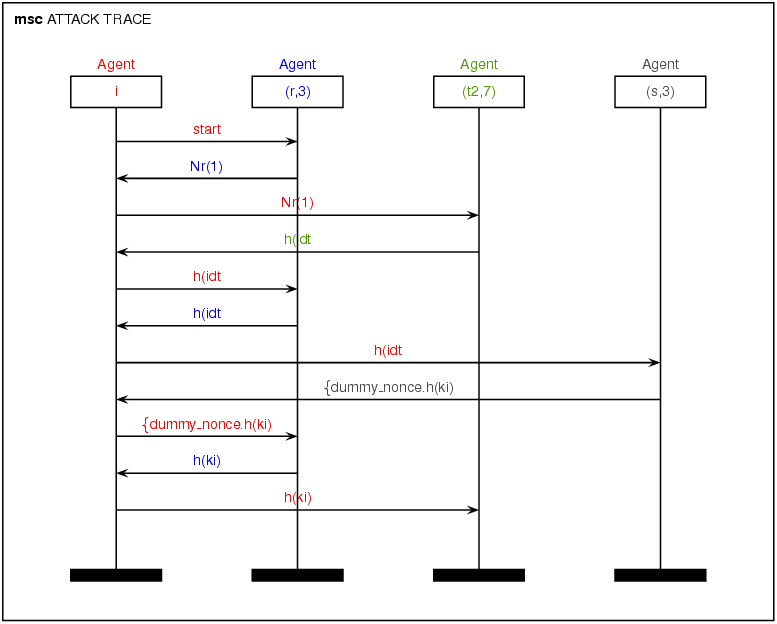 msc ATTACK TRACE
Agent Agent Agent Agent
i (r,3) (t2,7) (s,3)
start
Nr(1)
Nr(1)
h(idt
h(idt
h(idt
h(idt
{dummy_nonce.h(ki)
{dummy_nonce.h(ki)
h(ki)
h(ki)